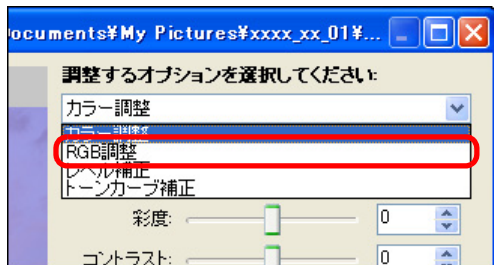 ocuments¥My Pictures¥xxxx_xx_01¥...
調整するオプションを選択してください:
カラー調整
カラー調整
RGB調整
レベル補正
トーンカーブ補正
彩度: 0
コントラスト: 0